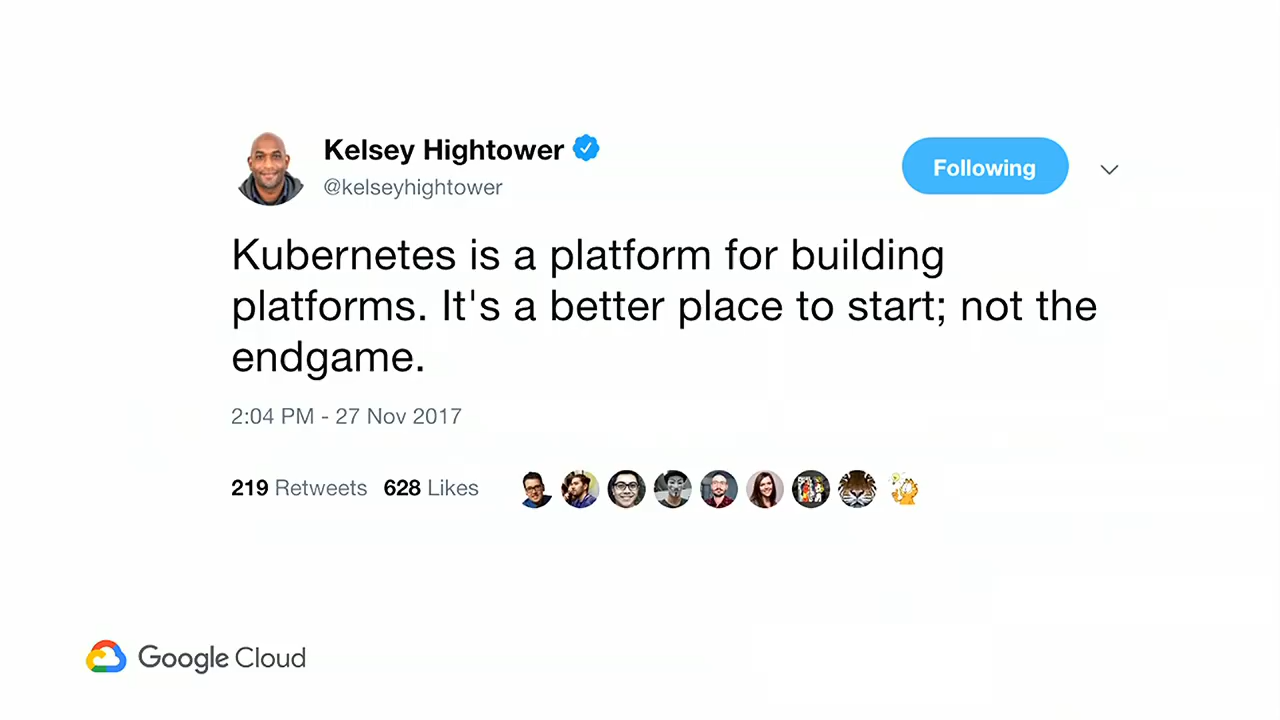 Kelsey Hightower
@kelseyhightower
Following
Kubernetes is a platform for building
platforms. It's a better place to start; not the
endgame.
2:04 PM - 27 Nov 2017
219 Retweets 628 Likes
Google Cloud